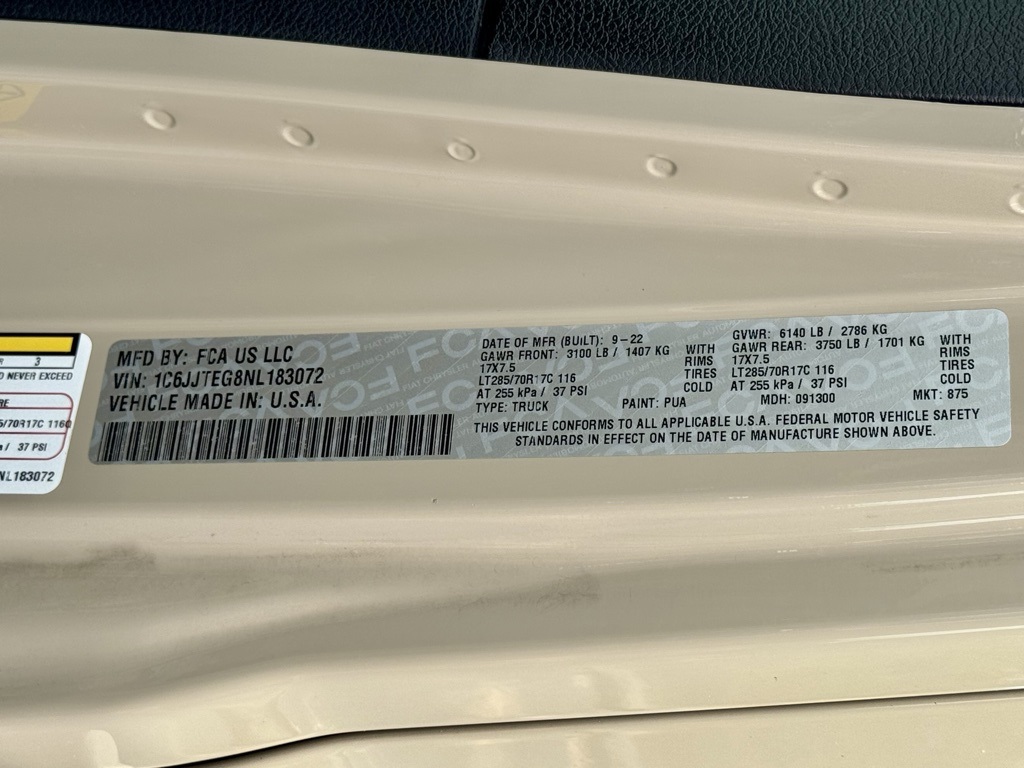 R 3
D NEVER EXCEED
RE
5/70R17C 116Q
a / 37 PSI
NL183072
MFD BY: FCA US LLC
VIN: 1C6JJTEG8NL183072
VEHICLE MADE IN: U.S.A.
DATE OF MFR (BUILT): 9-22
GAWR FRONT: 3100 LB / 1407 KG WITH
17X7.5 RIMS
LT285/70R17C 116 TIRES
AT 255 kPa / 37 PSI COLD
TYPE: TRUCK PAINT: PUA
GVWR: 6140 LB / 2786 KG
GAWR REAR: 3750 LB / 1701 KG WITH
17X7.5 RIMS
LT285/70R17C 116 TIRES
AT 255 kPa / 37 PSI COLD
MDH: 091300 MKT: 875
THIS VEHICLE CONFORMS TO ALL APPLICABLE U.S.A. FEDERAL MOTOR VEHICLE SAFETY
STANDARDS IN EFFECT ON THE DATE OF MANUFACTURE SHOWN ABOVE.